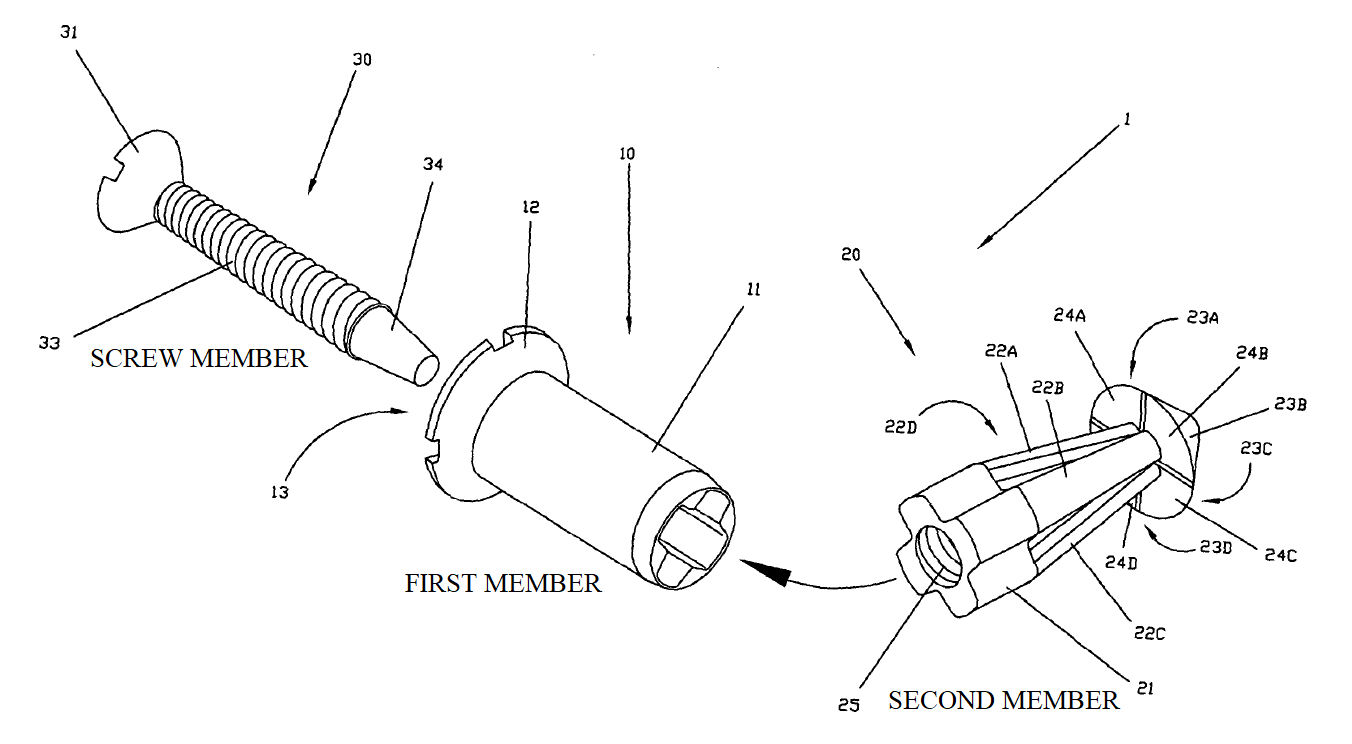 31
30
34
10
12
1
20
11
24A
23A
22A
24B
22B
23B
22D
33
SCREW MEMBER
23C
13
FIRST MEMBER
24D
23D
24C
22C
25
SECOND MEMBER
21